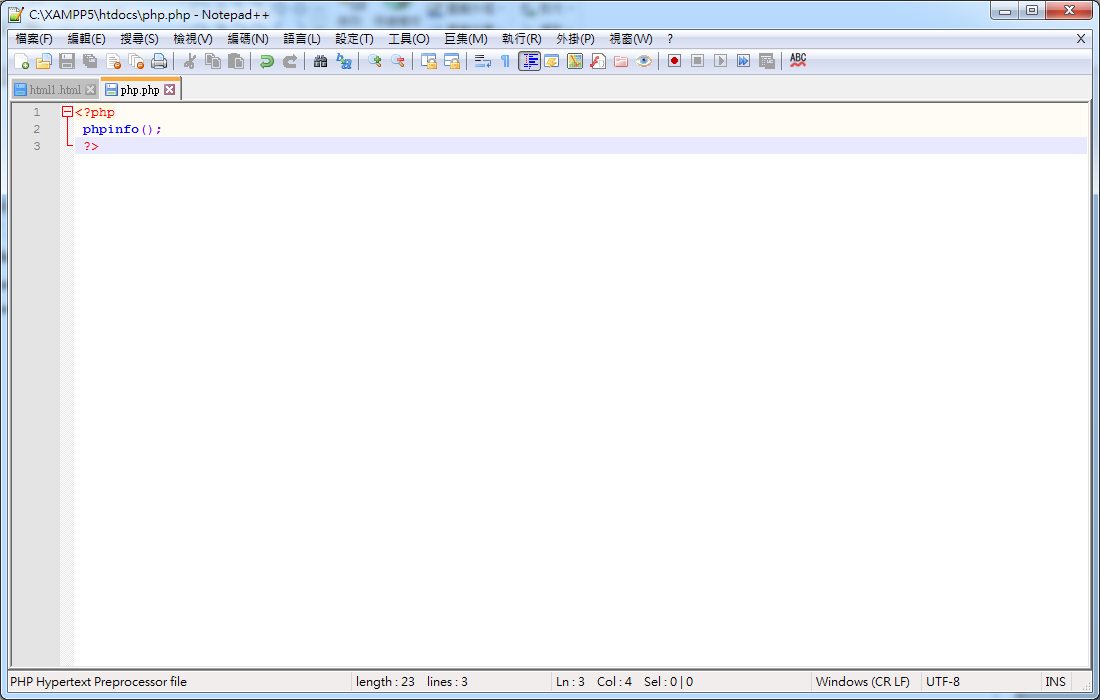 C:\XAMPP5\htdocs\php.php - Notepad++
檔案(F) 編輯(E) 搜尋(S) 檢視(V) 編碼(N) 語言(L) 設定(T) 工具(O) 巨集(M) 執行(R) 外掛(P) 視窗(W) ? X
ABC
html1.html php.php
1 <?php
2 phpinfo();
3 ?>
PHP Hypertext Preprocessor file length : 23 lines : 3 Ln : 3 Col : 4 Sel : 0 | 0 Windows (CR LF) UTF-8 INS